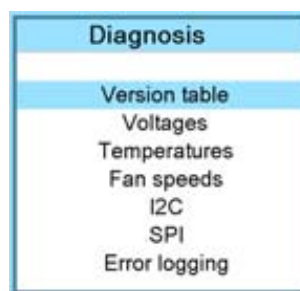 Diagnosis
Version table
Voltages
Temperatures
Fan speeds
I2C
SPI
Error logging